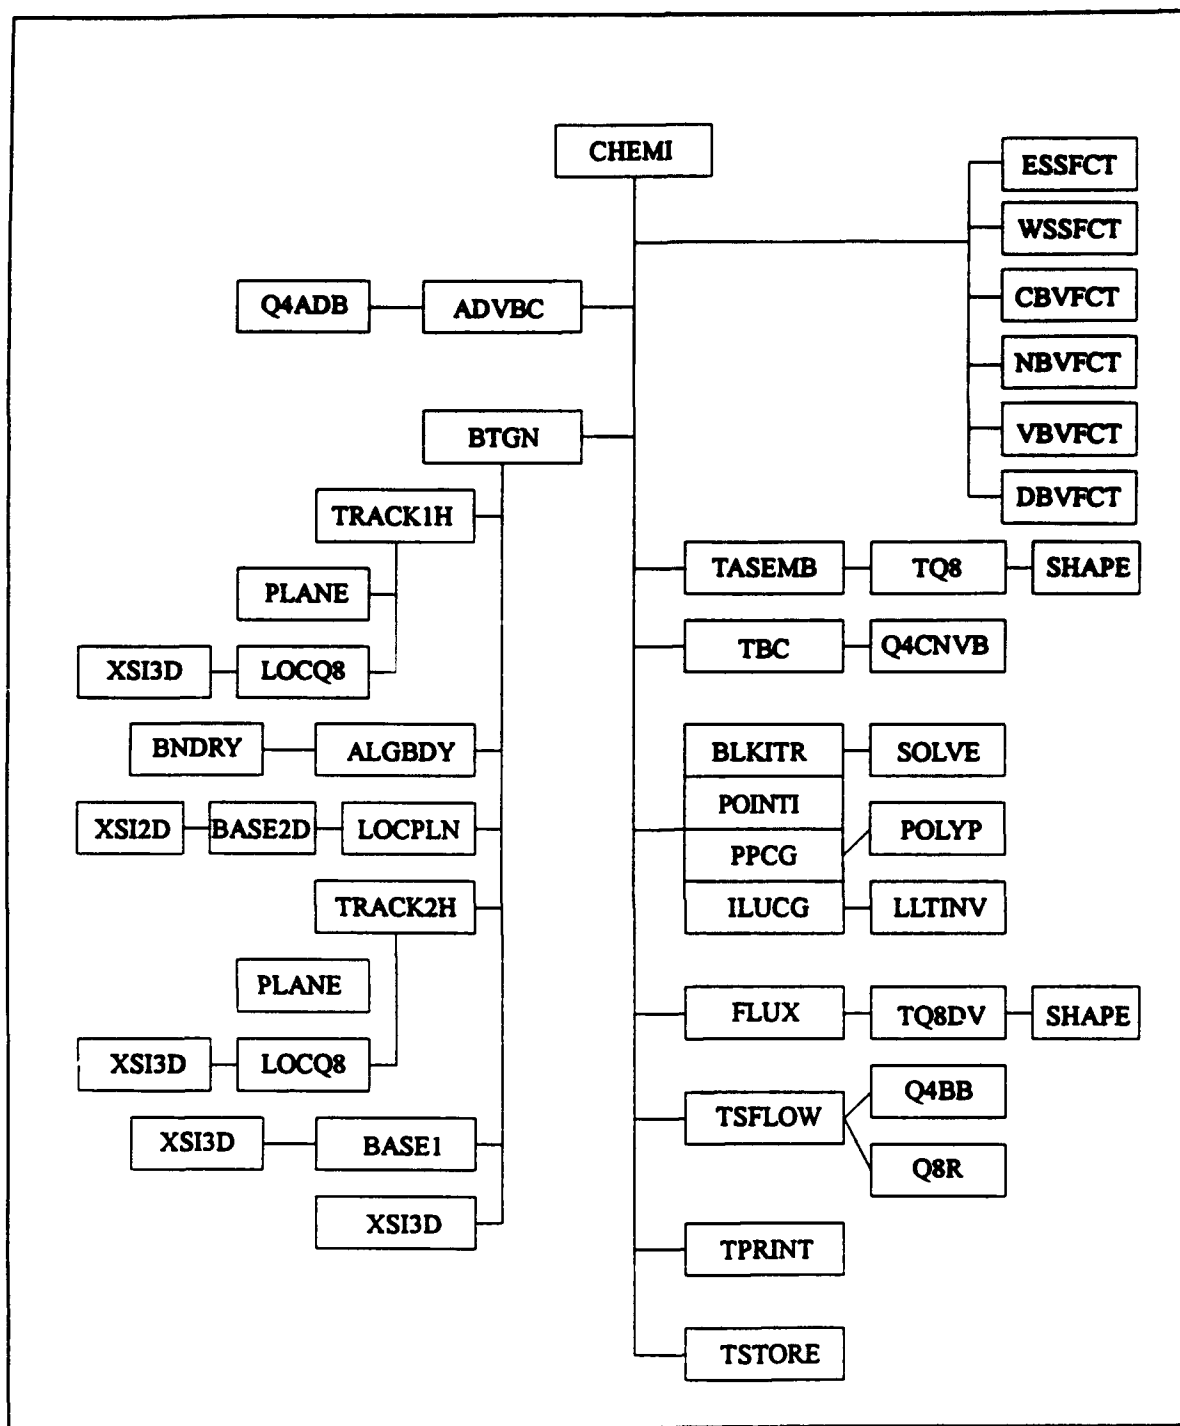 CHEMI
ESSFCT
WSSFCT
CBVFCT
NBVFCT
VBVFCT
DBVFCT
Q4ADB
ADVBC
BTGN
TRACK1H
PLANE
XSI3D
LOCQ8
BNDRY
ALGBDY
XSI2D
BASE2D
LOCPLN
TRACK2H
PLANE
XSI3D
LOCQ8
XSI3D
BASE1
XSI3D
TASEMB
TQ8
SHAPE
TBC
Q4CNVB
BLKITR
SOLVE
POINTI
PPCG
POLYP
ILUCG
LLTINV
FLUX
TQ8DV
SHAPE
TSFLOW
Q4BB
Q8R
TPRINT
TSTORE